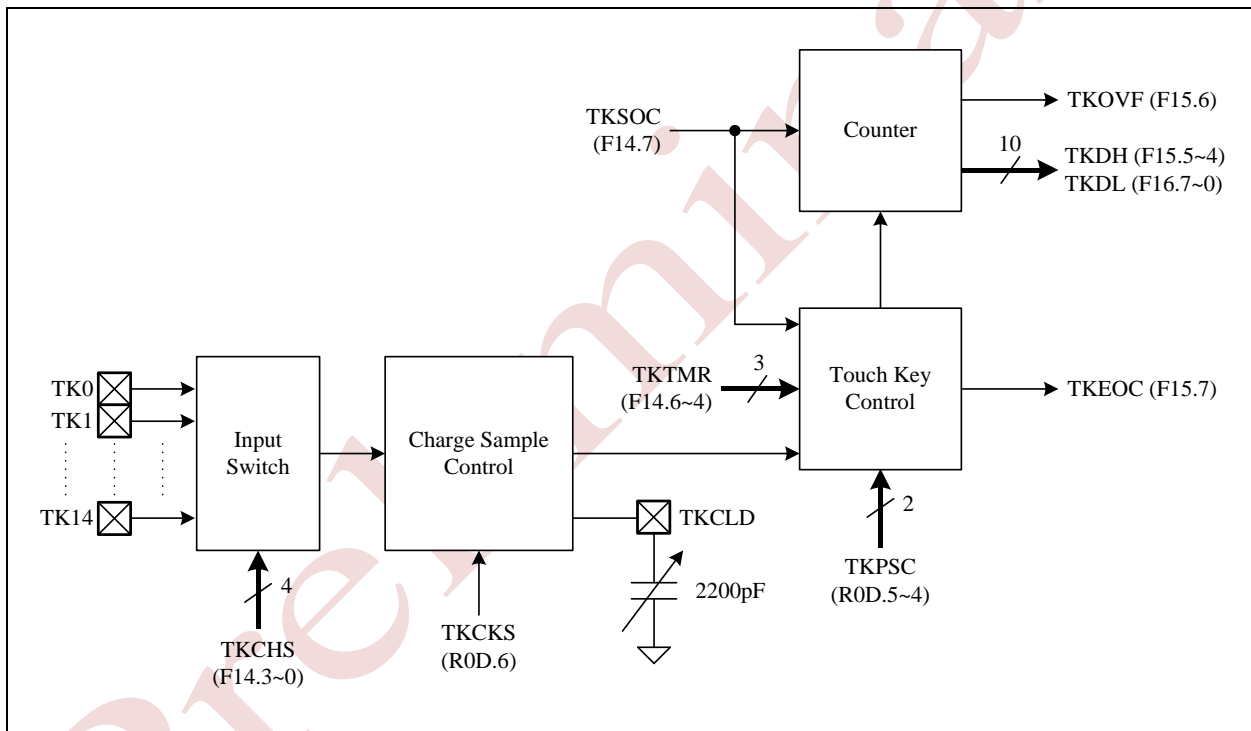 TKSOC
(F14.7)
Counter
TKOVF (F15.6)
10
TKDH (F15.5~4)
TKDL (F16.7~0)
TK0
TK1
TK14
Input
Switch
Charge Sample
Control
TKTMR
(F14.6~4)
3
Touch Key
Control
TKEOC (F15.7)
TKCLD
2200pF
4
TKCHS
(F14.3~0)
TKCKS
(R0D.6)
2
TKPSC
(R0D.5~4)